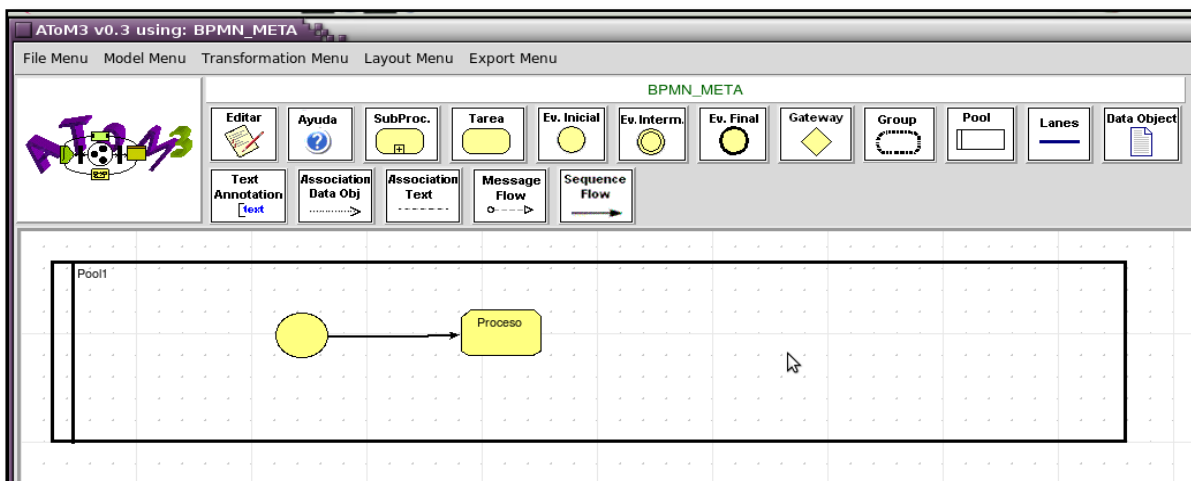 AToM3 v0.3 using: BPMN_META
File Menu Model Menu Transformation Menu Layout Menu Export Menu
BPMN_META
AToM3
Editar Ayuda SubProc. Tarea Ev. Inicial Ev. Interm. Ev. Final Gateway Group Pool Lanes Data Object
Text Annotation
[text
Association Data Obj
Association Text
Message Flow
Sequence Flow
Pool1
Proceso